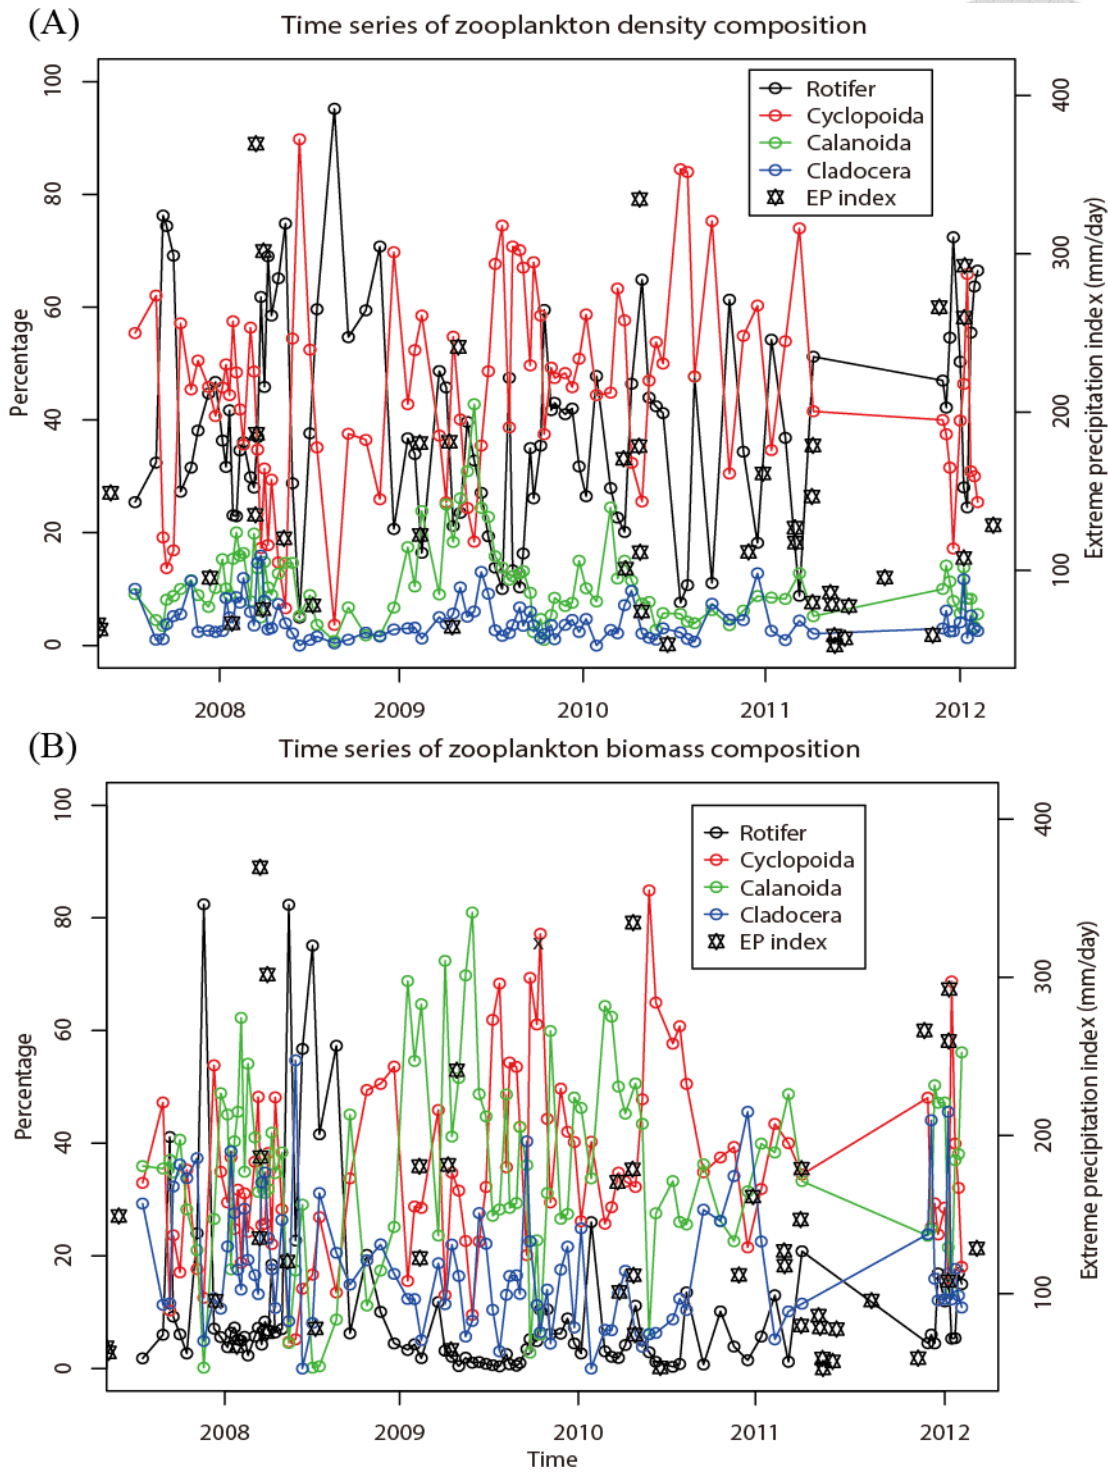 (A)
Time series of zooplankton density composition
100
80
60
40
20
0
Percentage
Rotifer
Cyclopoida
Calanoida
Cladocera
EP index
400
300
200
100
Extreme precipitation index (mm/day)
2008
2009
2010
2011
2012
(B)
Time series of zooplankton biomass composition
100
80
60
40
20
0
Percentage
Rotifer
Cyclopoida
Calanoida
Cladocera
EP index
x
400
300
200
100
Extreme precipitation index (mm/day)
2008
2009
2010
2011
2012
Time